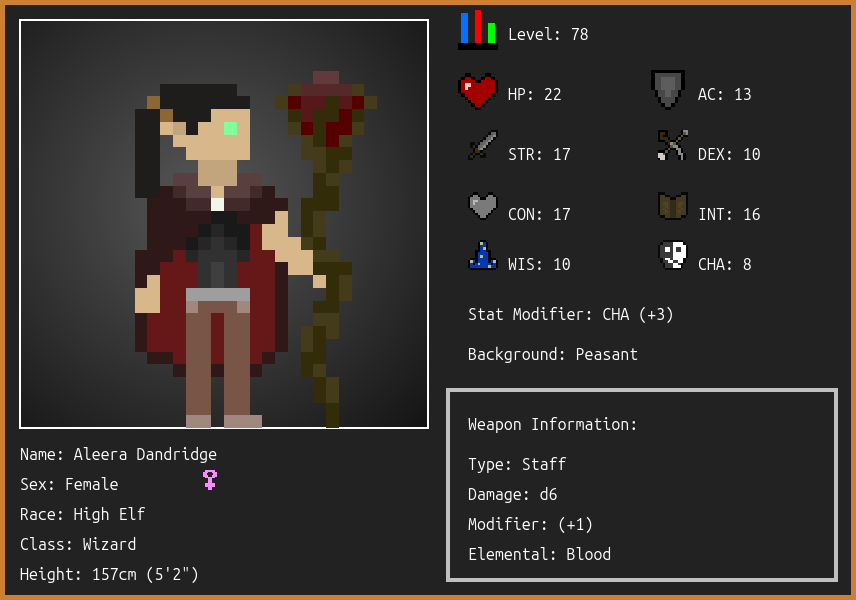 Level: 78
HP: 22
AC: 13
STR: 17
DEX: 10
CON: 17
INT: 16
WIS: 10
CHA: 8
Stat Modifier: CHA (+3)
Background: Peasant
Weapon Information:
Type: Staff
Damage: d6
Modifier: (+1)
Elemental: Blood
Name: Aleera Dandridge
Sex: Female
Race: High Elf
Class: Wizard
Height: 157cm (5'2")